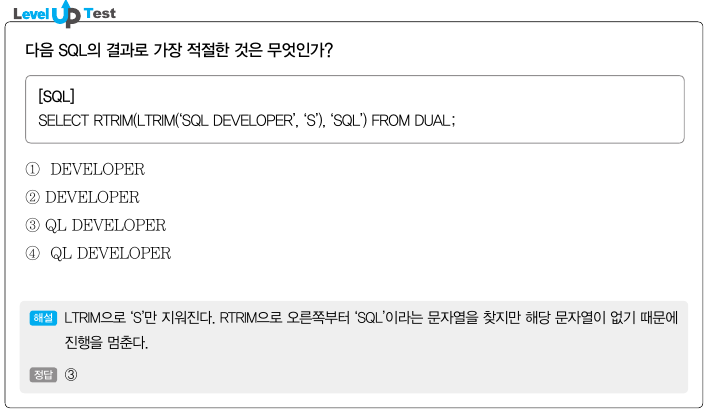 Level Up Test
다음 SQL의 결과로 가장 적절한 것은 무엇인가?
[SQL]
SELECT RTRIM(LTRIM(‘SQL DEVELOPER’, ‘S’), ‘SQL’) FROM DUAL;
①  DEVELOPER
② DEVELOPER
③ QL DEVELOPER
④  QL DEVELOPER
해설 LTRIM으로 ‘S’만 지워진다. RTRIM으로 오른쪽부터 ‘SQL’이라는 문자열을 찾지만 해당 문자열이 없기 때문에
진행을 멈춘다.
정답 ③